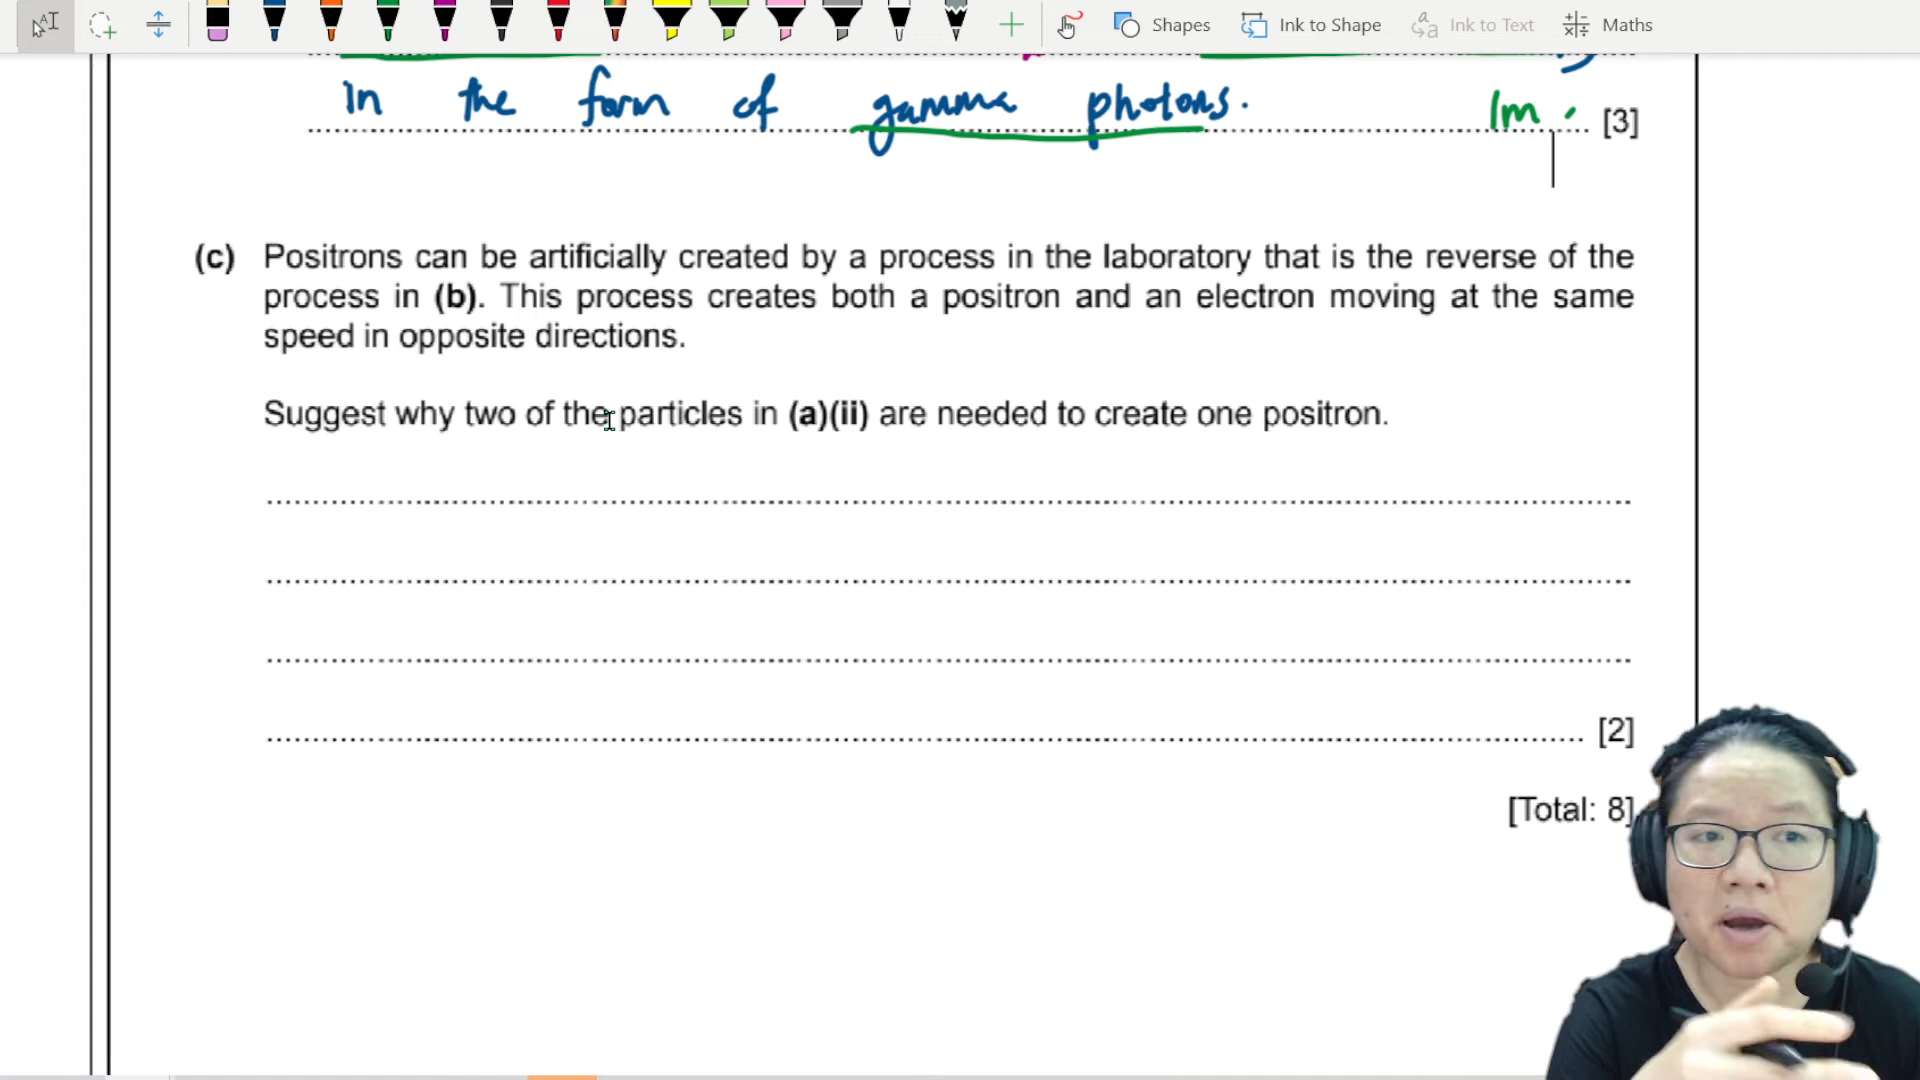 Shapes
Ink to Shape
Ink to Text
Maths
in the form of gamma photons. 1m . [3]
(c) Positrons can be artificially created by a process in the laboratory that is the reverse of the
process in (b). This process creates both a positron and an electron moving at the same
speed in opposite directions.
Suggest why two of the particles in (a)(ii) are needed to create one positron.
[2]
[Total: 8]